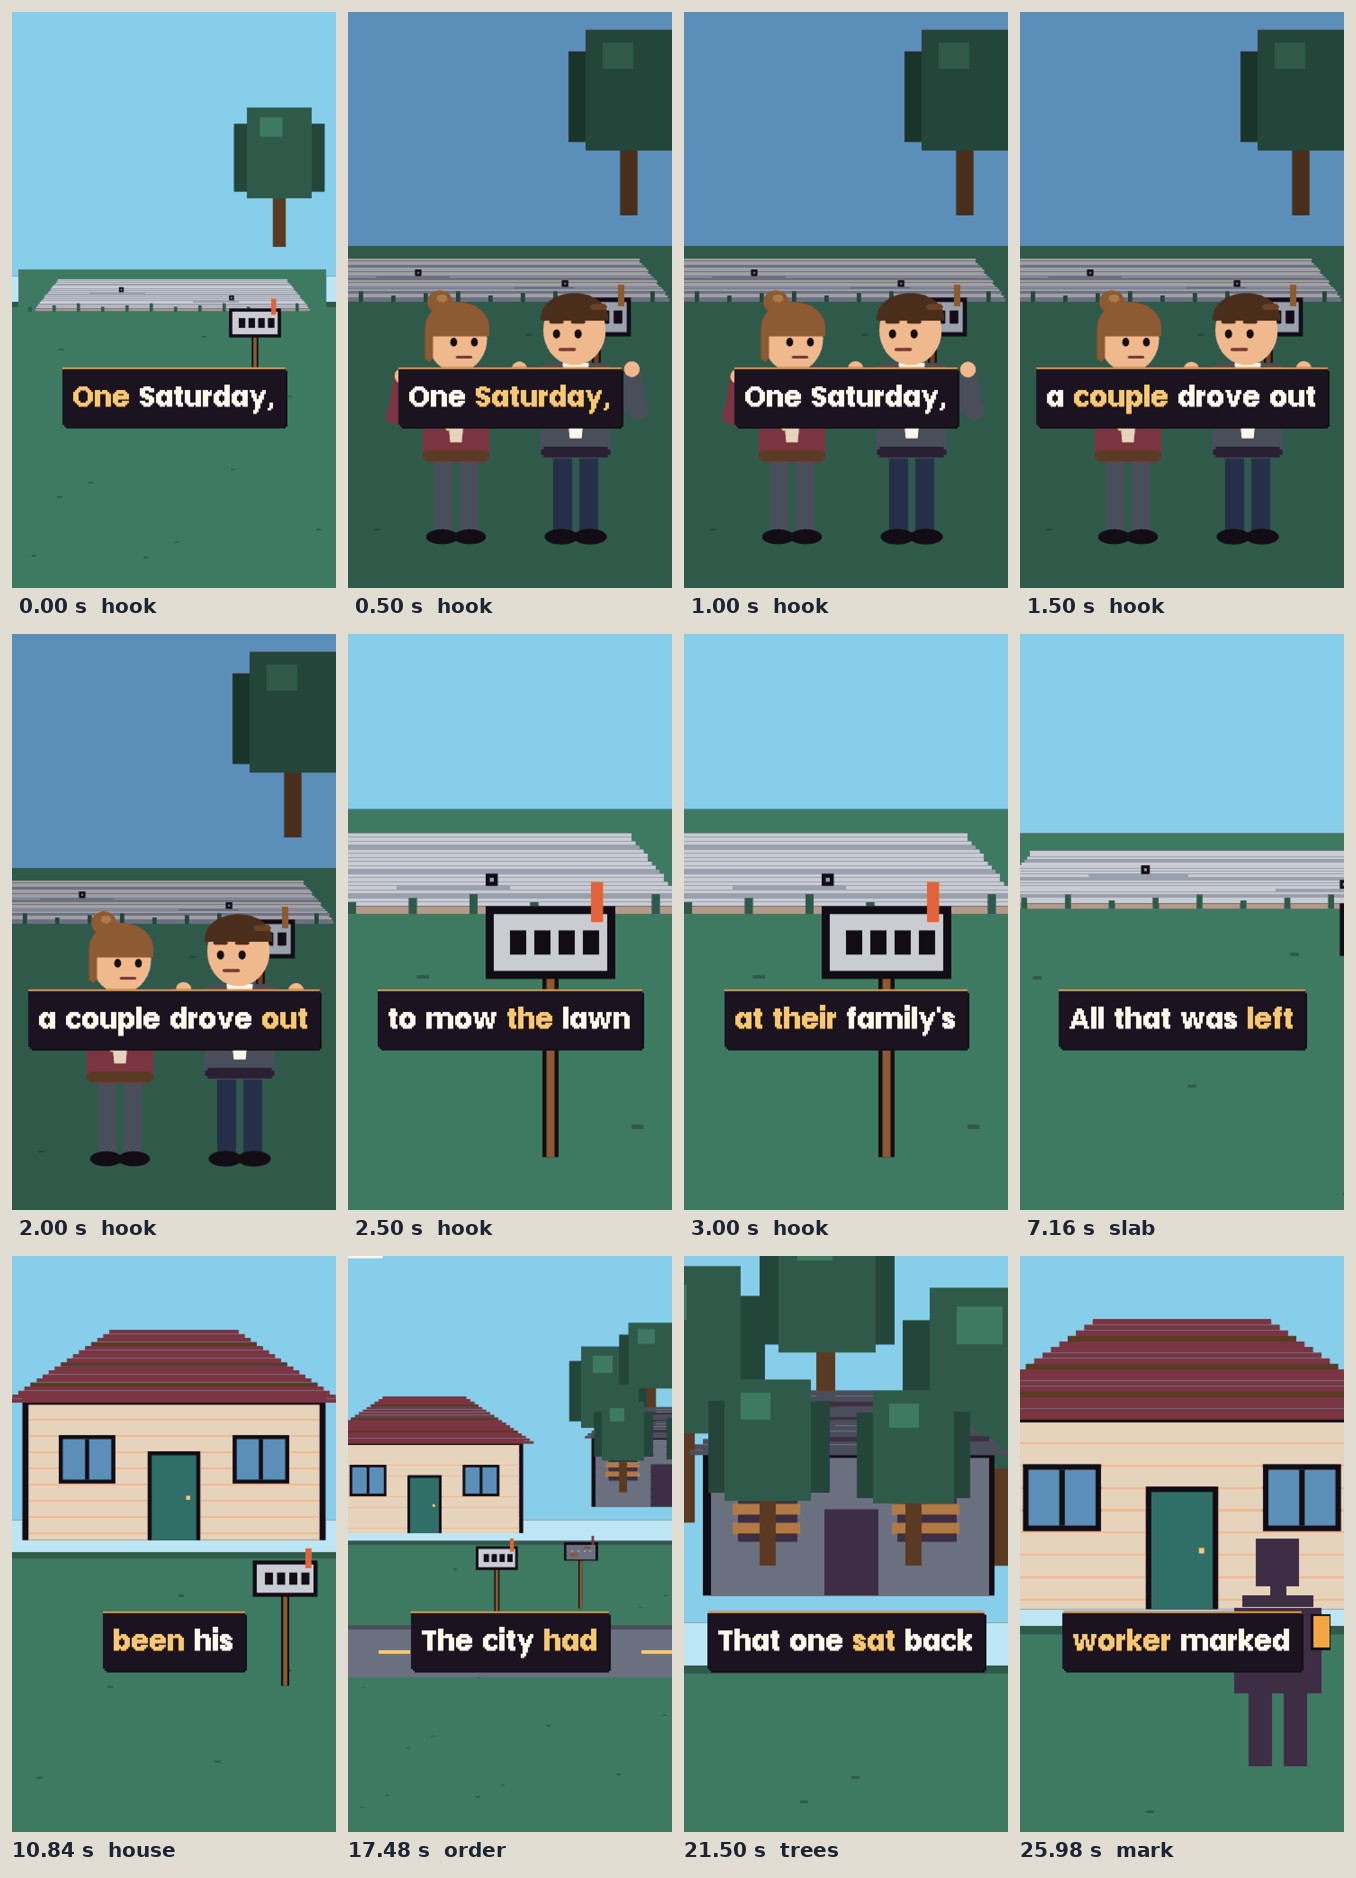 One Saturday,
0.00 s hook
One Saturday,
0.50 s hook
One Saturday,
1.00 s hook
a couple drove out
1.50 s hook
a couple drove out
2.00 s hook
to mow the lawn
2.50 s hook
at their family's
3.00 s hook
All that was left
7.16 s slab
been his
10.84 s house
The city had
17.48 s order
That one sat back
21.50 s trees
worker marked
25.98 s mark